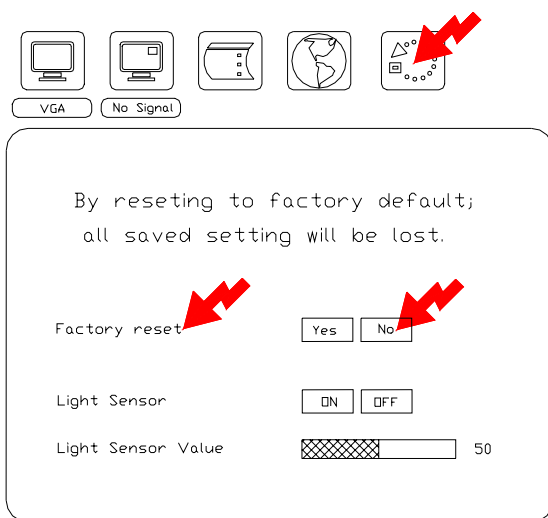 VGA
No Signal
By reseting to factory default;
all saved setting will be lost.
Factory reset
Yes No
Light Sensor
ON OFF
Light Sensor Value
50